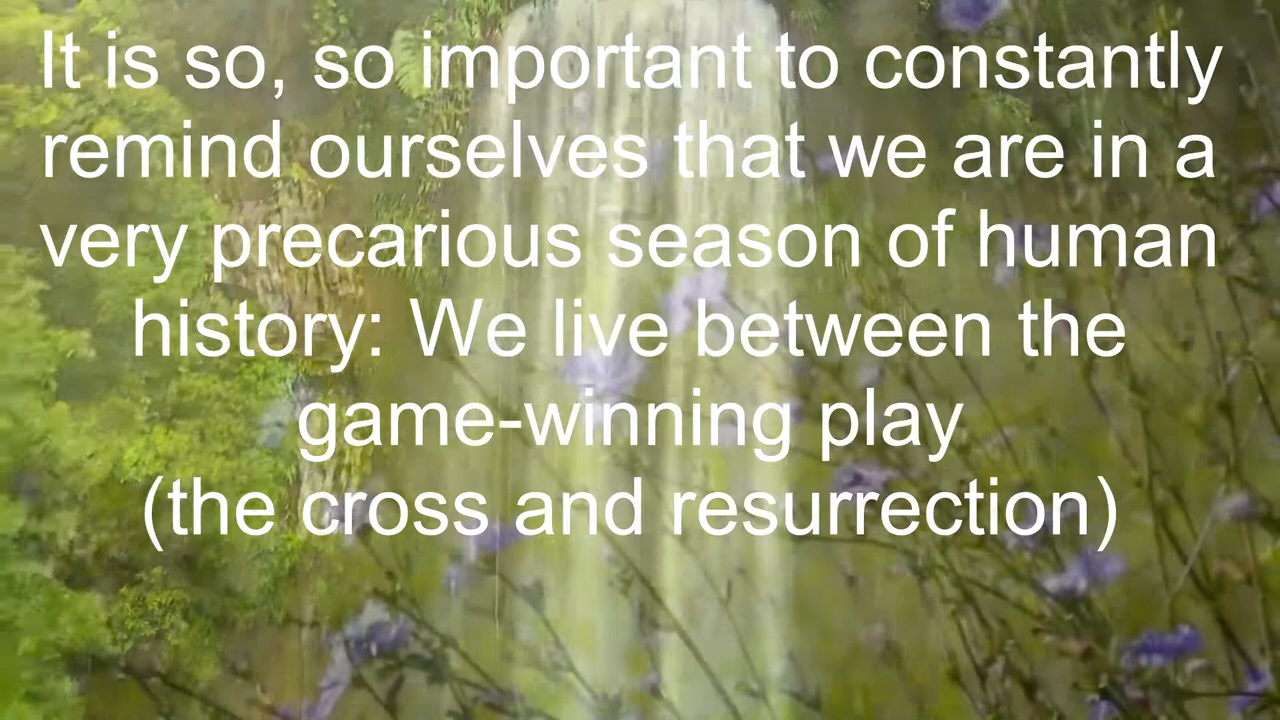 It is so, so important to constantly
remind ourselves that we are in a
very precarious season of human
history: We live between the
game-winning play
(the cross and resurrection)